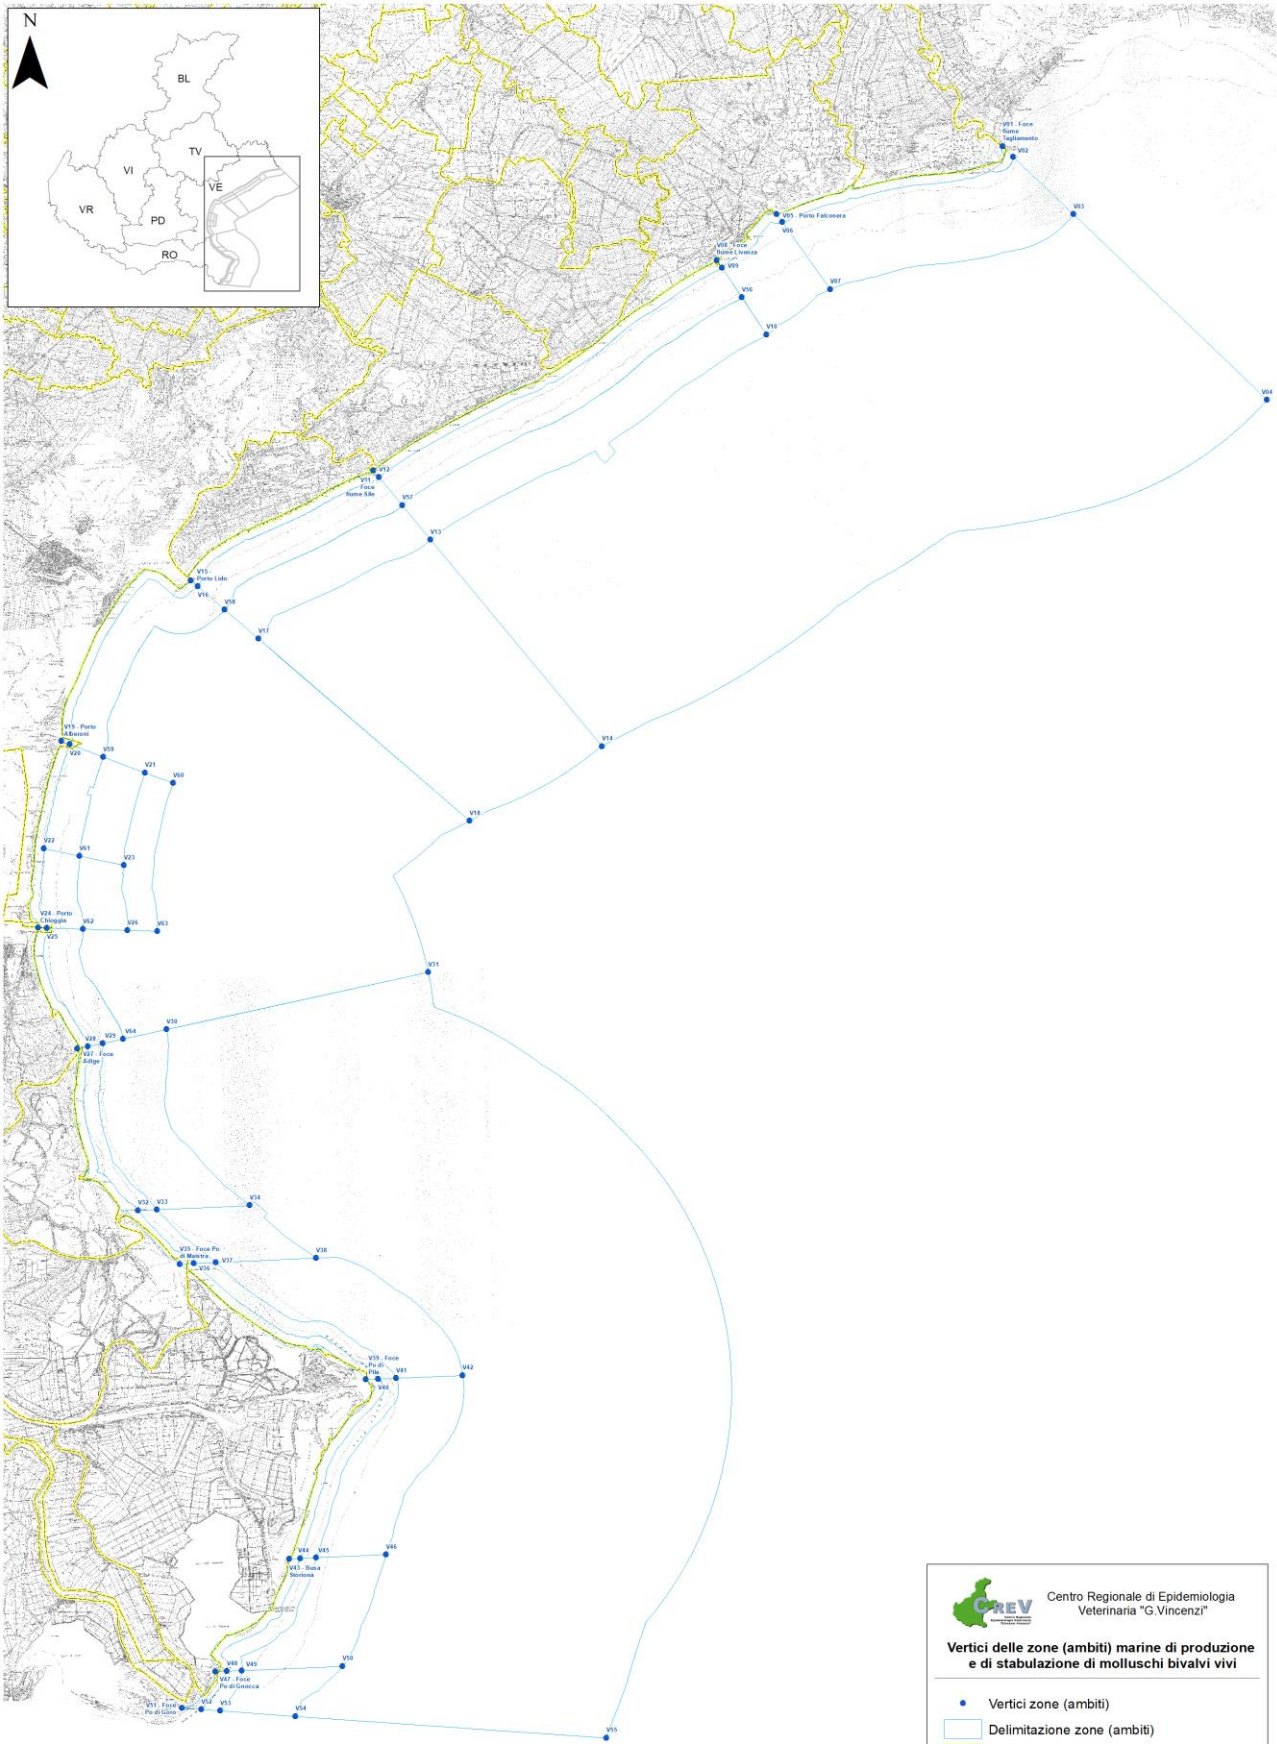 N
BL
TV
VI
VE
VR
PD
RO
V01 - Foce
fiume
Tagliamento
V02
V03
V05 - Porto Falconera
V06
V08 - Foce
fiume Livenza
V09
V56
V07
V10
V04
V12
V11 -
Foce
fiume Sile
V57
V13
V15 -
Porto Lido
V16
V58
V17
V14
V18
V19 - Porto
Alberoni
V20
V59
V21
V60
V22
V61
V23
V24 - Porto
Chioggia
V25
V62
V26
V63
V31
V30
V64
V29
V28
V27 - Foce
Adige
V32
V33
V34
V35 - Foce Po
di Maistra
V36
V37
V38
V39 - Foce
Po di
Pila
V40
V41
V42
V44
V45
V46
V43 - Busa
Storiona
V48
V49
V50
V47 - Foce
Po di Gnocca
V51 - Foce
Po di Goro
V52
V53
V54
V55
CREV
Centro Regionale di Epidemiologia
Veterinaria "G.Vincenzi"
Vertici delle zone (ambiti) marine di produzione
e di stabulazione di molluschi bivalvi vivi
Vertici zone (ambiti)
Delimitazione zone (ambiti)